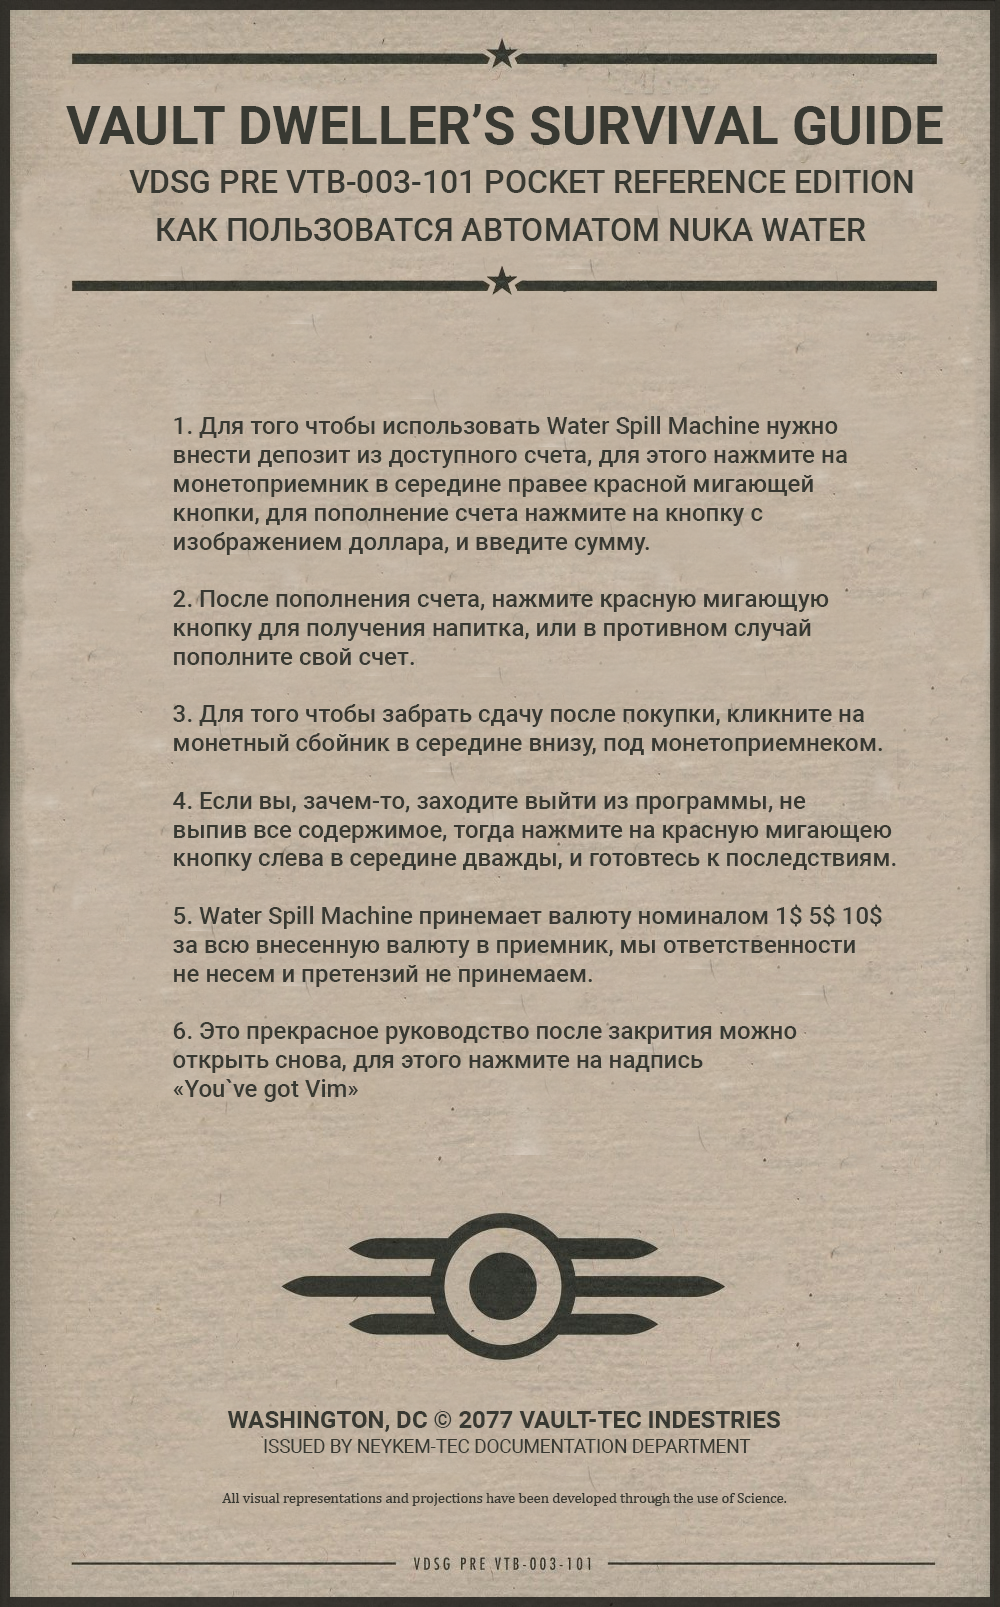 VAULT DWELLER’S SURVIVAL GUIDE
VDSG PRE VTB-003-101 POCKET REFERENCE EDITION
КАК ПОЛЬЗОВАТСЯ АВТОМАТОМ NUKA WATER
1. Для того чтобы использовать Water Spill Machine нужно
внести депозит из доступного счета, для этого нажмите на
монетоприемник в середине правее красной мигающей
кнопки, для пополнение счета нажмите на кнопку с
изображением доллара, и введите сумму.
2. После пополнения счета, нажмите красную мигающую
кнопку для получения напитка, или в противном случай
пополните свой счет.
3. Для того чтобы забрать сдачу после покупки, кликните на
монетный сбойник в середине внизу, под монетоприемнеком.
4. Если вы, зачем-то, заходите выйти из программы, не
выпив все содержимое, тогда нажмите на красную мигающею
кнопку слева в середине дважды, и готовтесь к последствиям.
5. Water Spill Machine принемает валюту номиналом 1$ 5$ 10$
за всю внесенную валюту в приемник, мы ответственности
не несем и претензий не принемаем.
6. Это прекрасное руководство после закрития можно
открыть снова, для этого нажмите на надпись
«You`ve got Vim»
WASHINGTON, DC © 2077 VAULT-TEC INDESTRIES
ISSUED BY NEYKEM-TEC DOCUMENTATION DEPARTMENT
All visual representations and projections have been developed through the use of Science.
VDSG PRE VTB-003-101